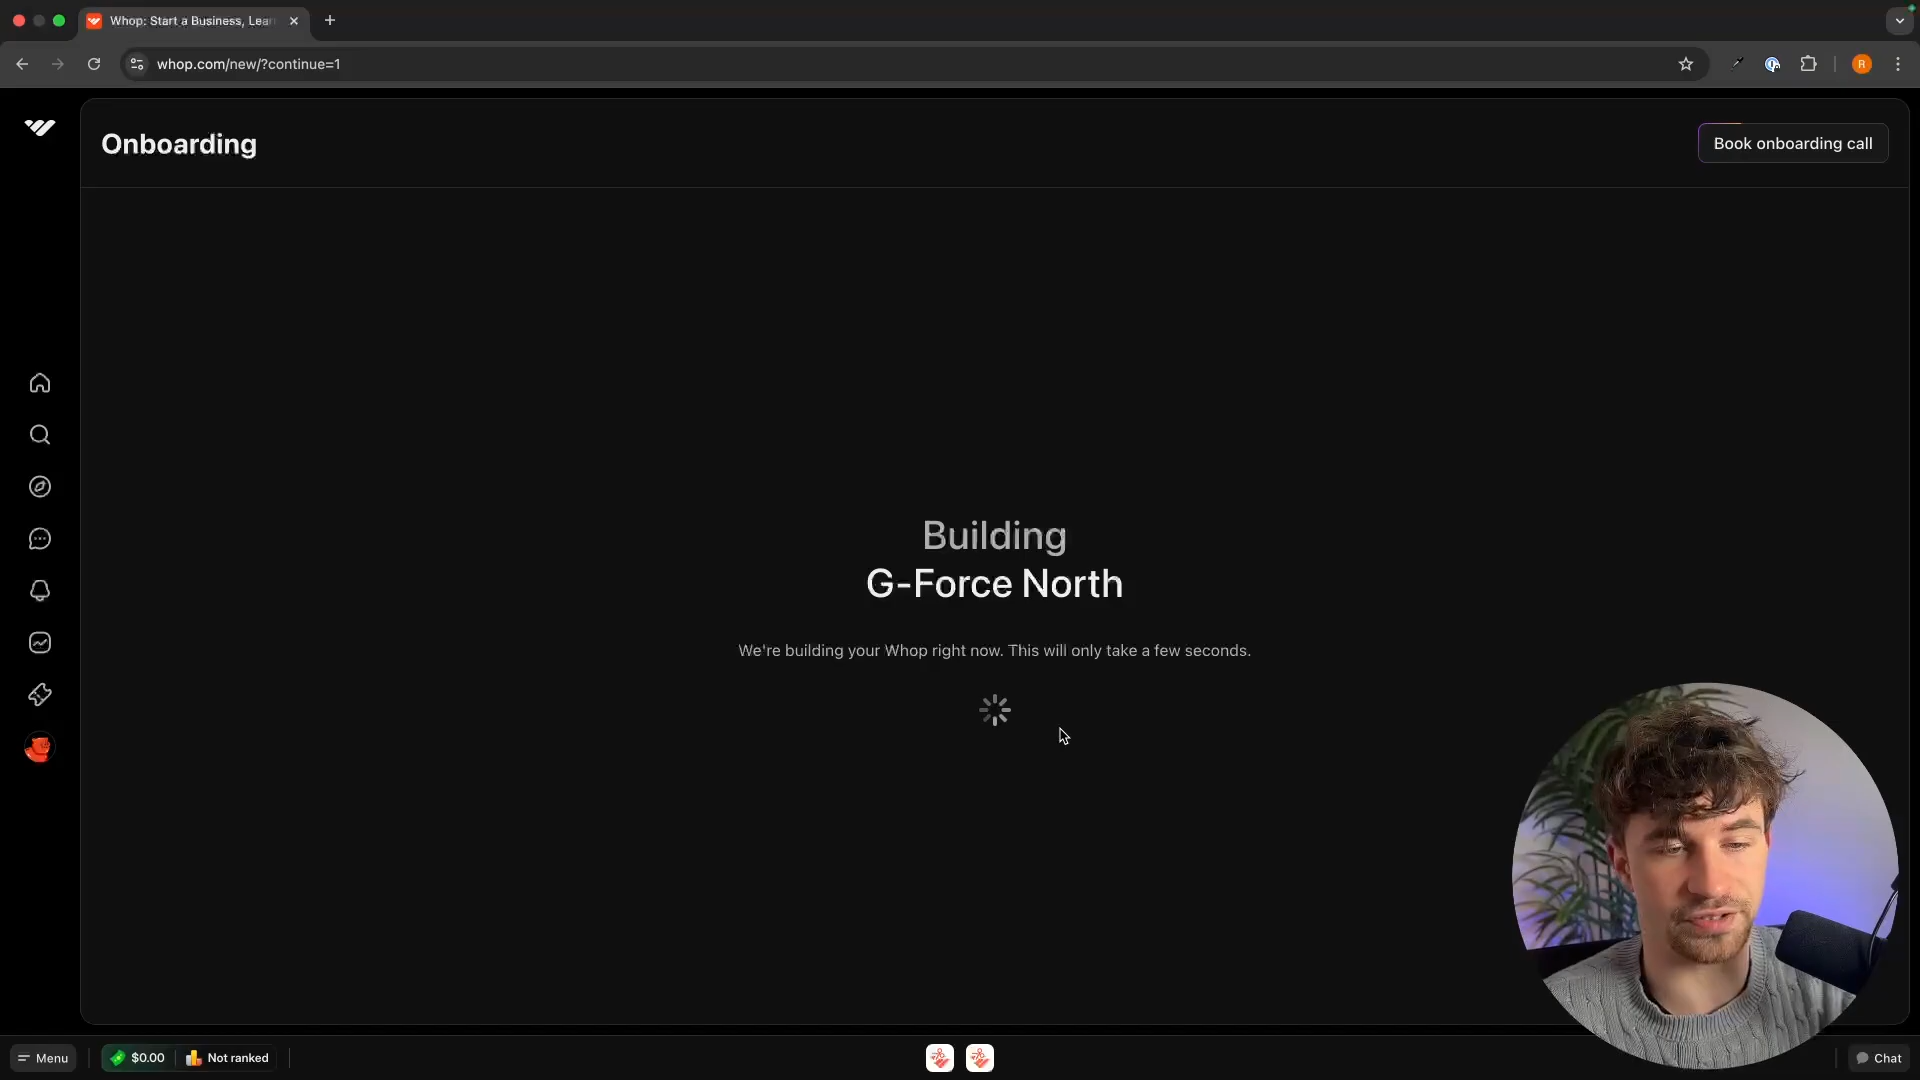 Whop: Start a Business, Lear
whop.com/new/?continue=1
R
Onboarding
Book onboarding call
Building
G-Force North
We're building your Whop right now. This will only take a few seconds.
Menu
$0.00
Not ranked
Chat